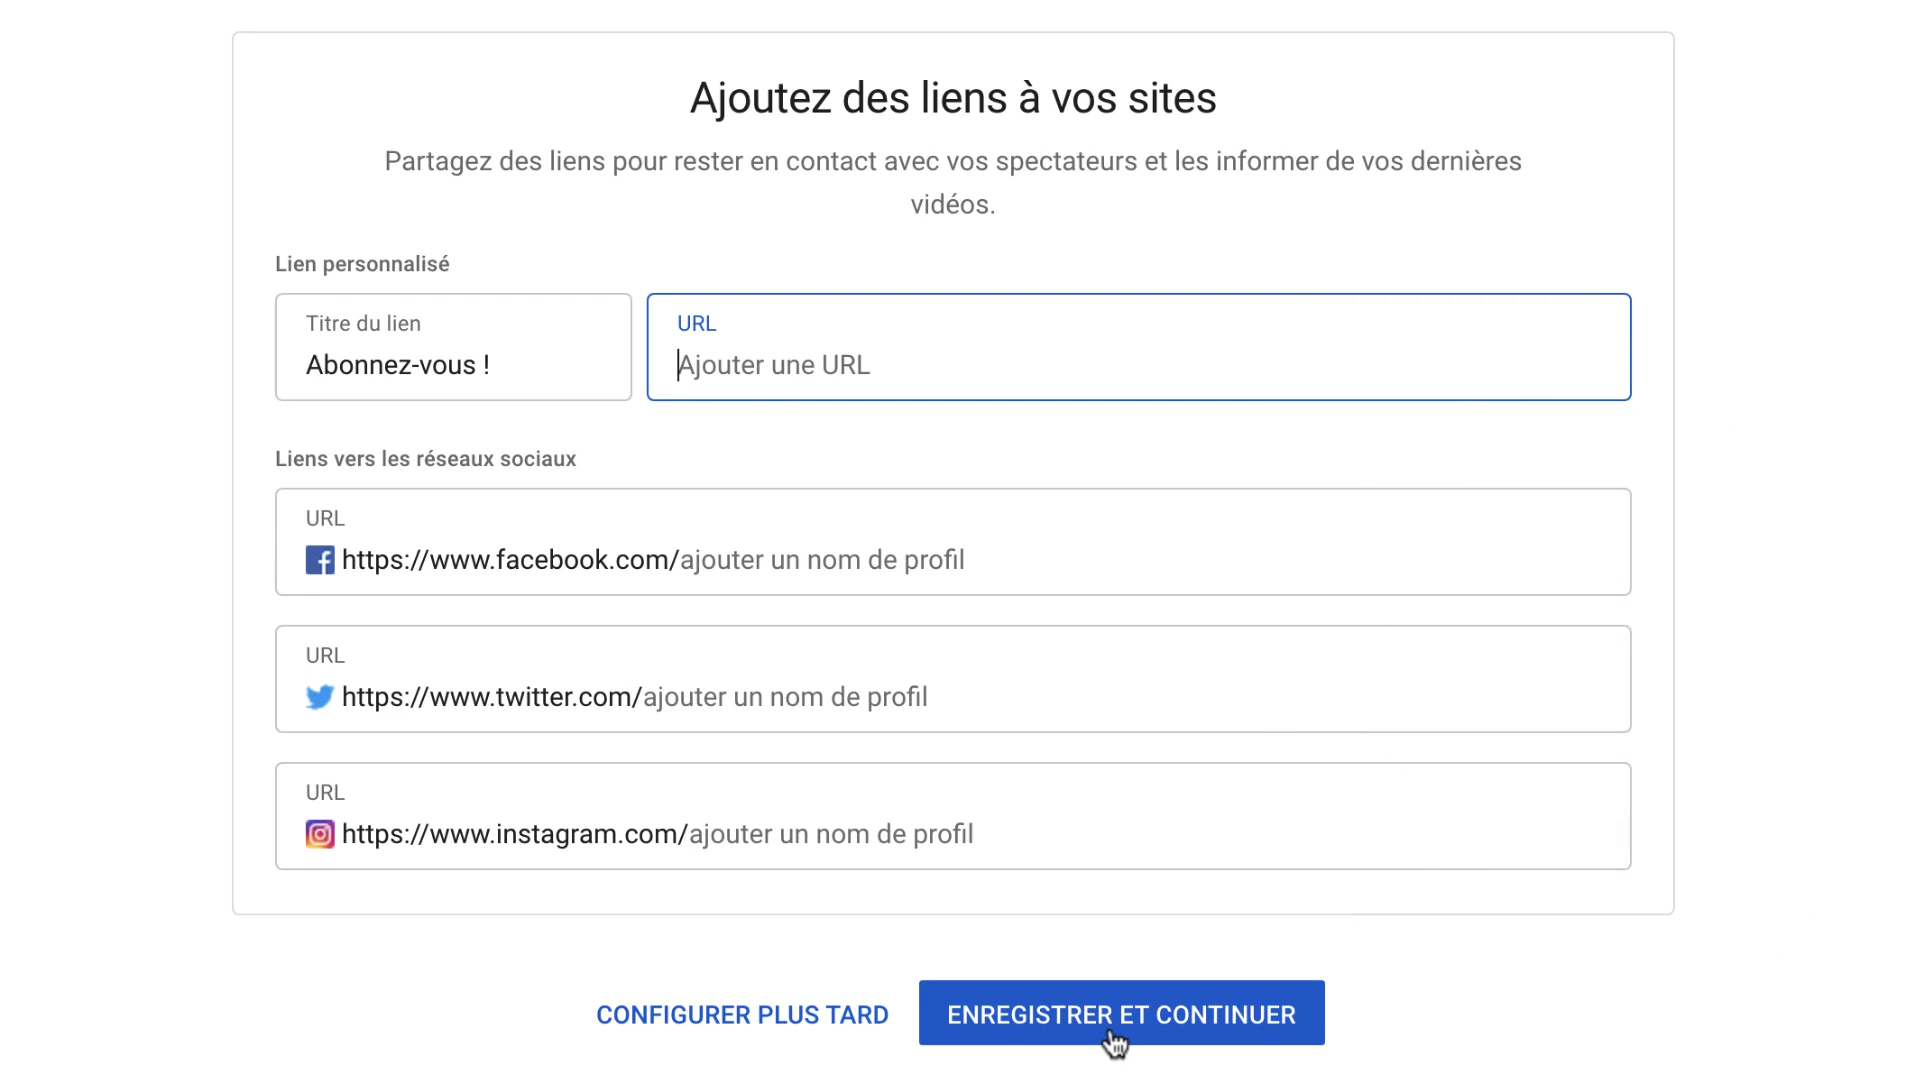 Ajoutez des liens à vos sites
Partagez des liens pour rester en contact avec vos spectateurs et les informer de vos dernières
vidéos.
Lien personnalisé
Titre du lien
Abonnez-vous !
URL
Ajouter une URL
Liens vers les réseaux sociaux
URL
https://www.facebook.com/ajouter un nom de profil
URL
https://www.twitter.com/ajouter un nom de profil
URL
https://www.instagram.com/ajouter un nom de profil
CONFIGURER PLUS TARD
ENREGISTRER ET CONTINUER